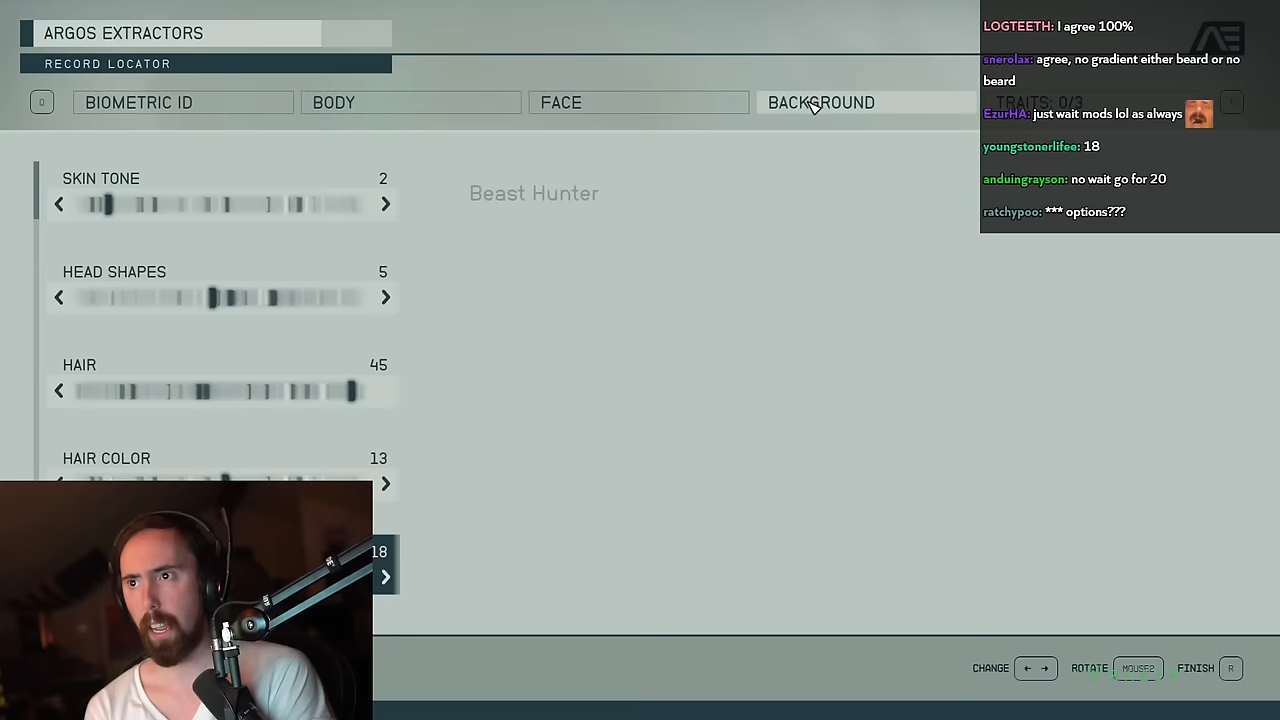 ARGOS EXTRACTORS
RECORD LOCATOR
BIOMETRIC ID
BODY
FACE
BACKGROUND
TRAITS: 0/3
SKIN TONE 2
HEAD SHAPES 5
HAIR 45
HAIR COLOR 13
18
Beast Hunter
LOGTEETH: I agree 100%
snerolax: agree, no gradient either beard or no
beard
EzurHA: just wait mods lol as always
youngstonerlifee: 18
anduingrayson: no wait go for 20
ratchypoo: *** options???
CHANGE ← → ROTATE MOUSE2 FINISH R